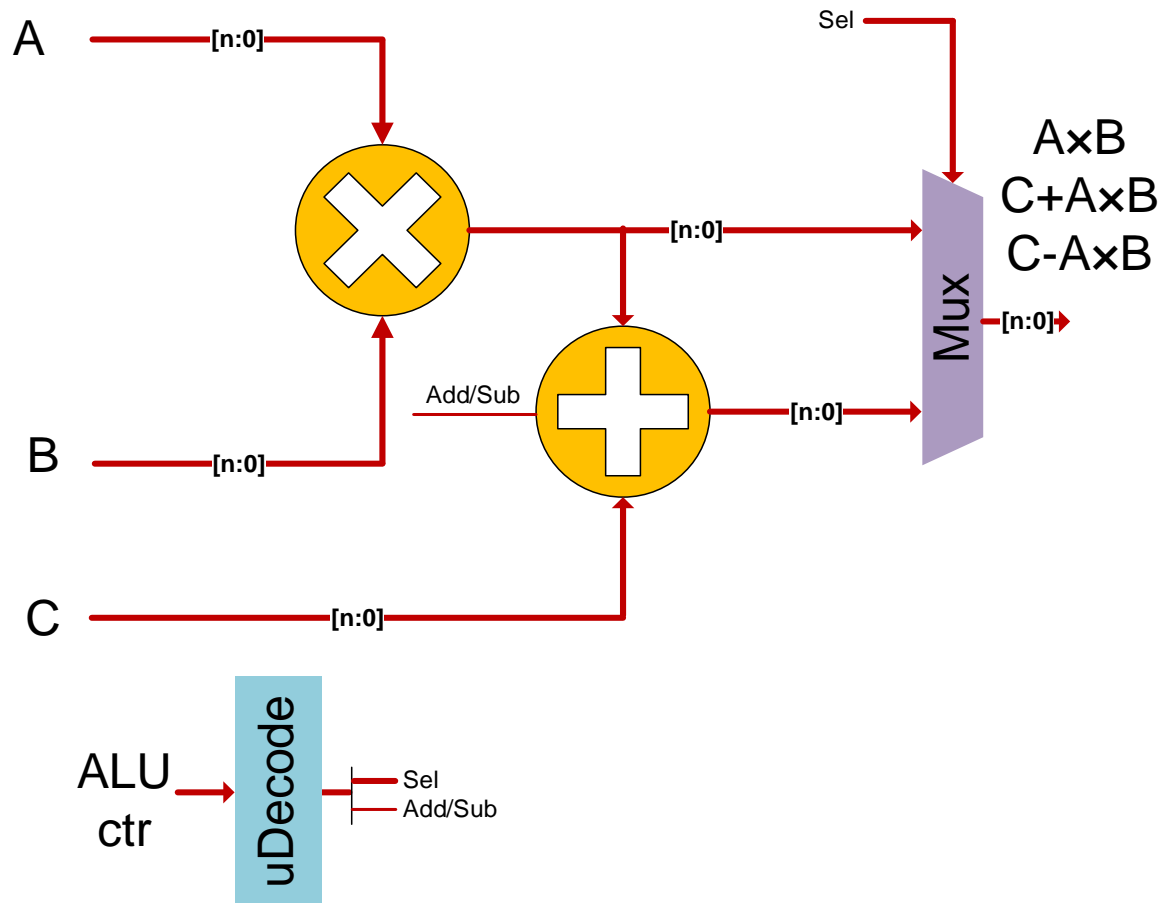 A
[n:0]
Sel
A×B
C+A×B
C-A×B
[n:0]
Mux
[n:0]
Add/Sub
[n:0]
B
[n:0]
C
[n:0]
ALU
ctr
uDecode
Sel
Add/Sub